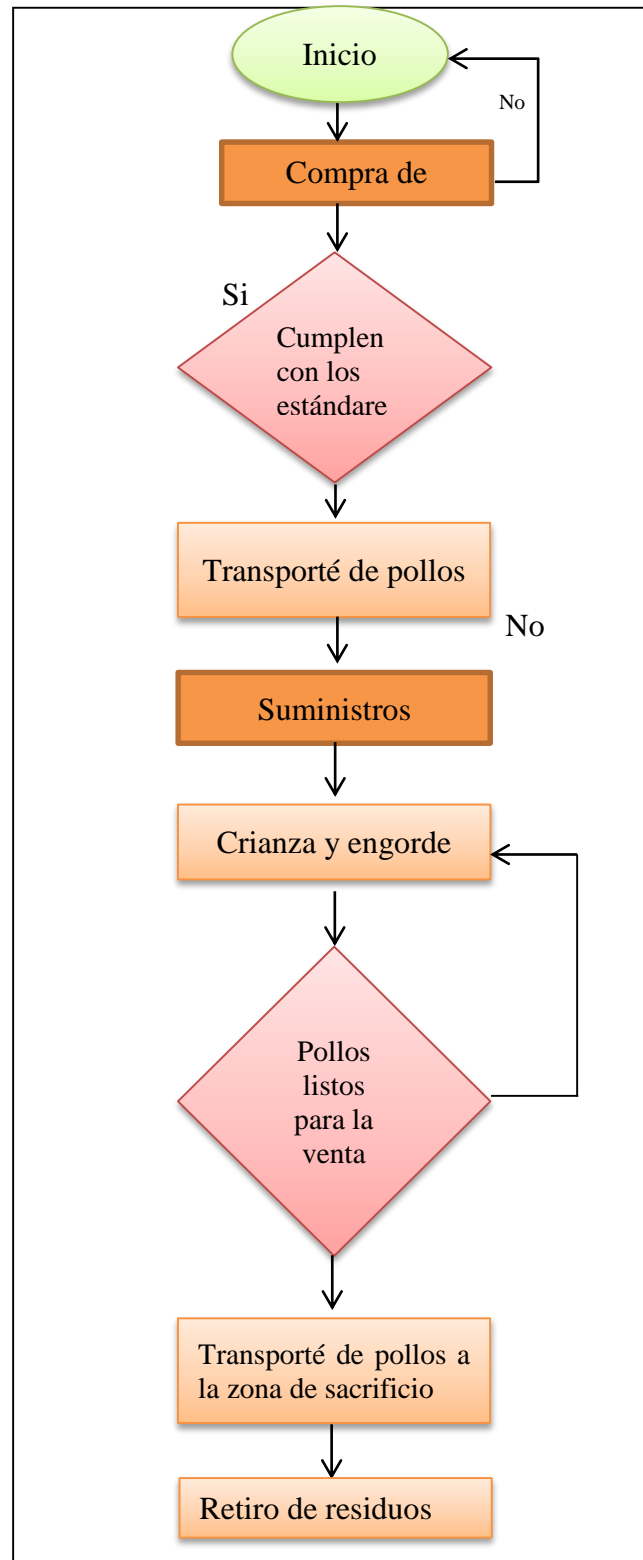 Inicio
No
Compra de
Si
Cumplen
con los
estándare
Transporté de pollos
No
Suministros
Crianza y engorde
Pollos
listos
para la
venta
Transporté de pollos a
la zona de sacrificio
Retiro de residuos